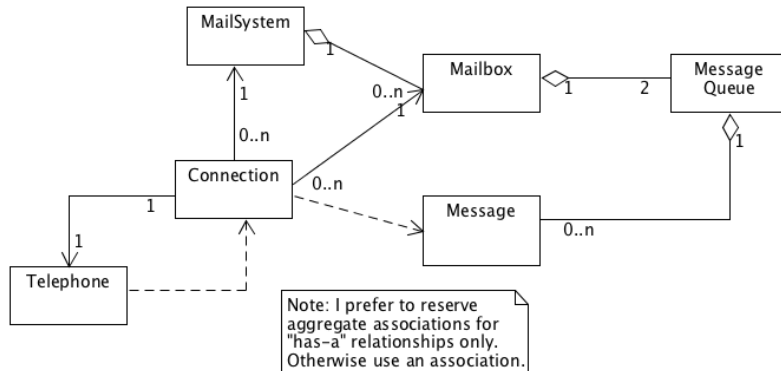 MailSystem
1
Mailbox
Message
Queue
0..n
1
1
2
1
1
0..n
0..n
Connection
Message
1
0..n
1
Telephone
Note: I prefer to reserve
aggregate associations for
"has-a" relationships only.
Otherwise use an association.